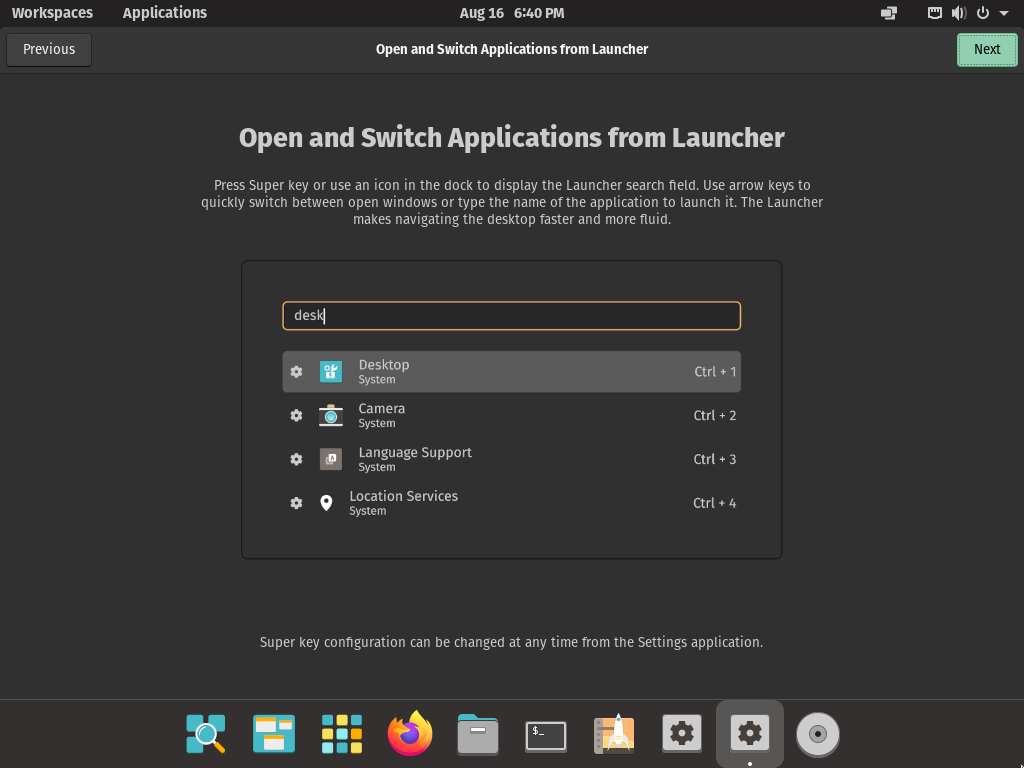 Workspaces Applications Aug 16 6:40 PM
Previous Open and Switch Applications from Launcher Next
Open and Switch Applications from Launcher
Press Super key or use an icon in the dock to display the Launcher search field. Use arrow keys to
quickly switch between open windows or type the name of the application to launch it. The Launcher
makes navigating the desktop faster and more fluid.
desk
Desktop Ctrl + 1
System
Camera Ctrl + 2
System
Language Support Ctrl + 3
System
Location Services Ctrl + 4
System
Super key configuration can be changed at any time from the Settings application.
$_